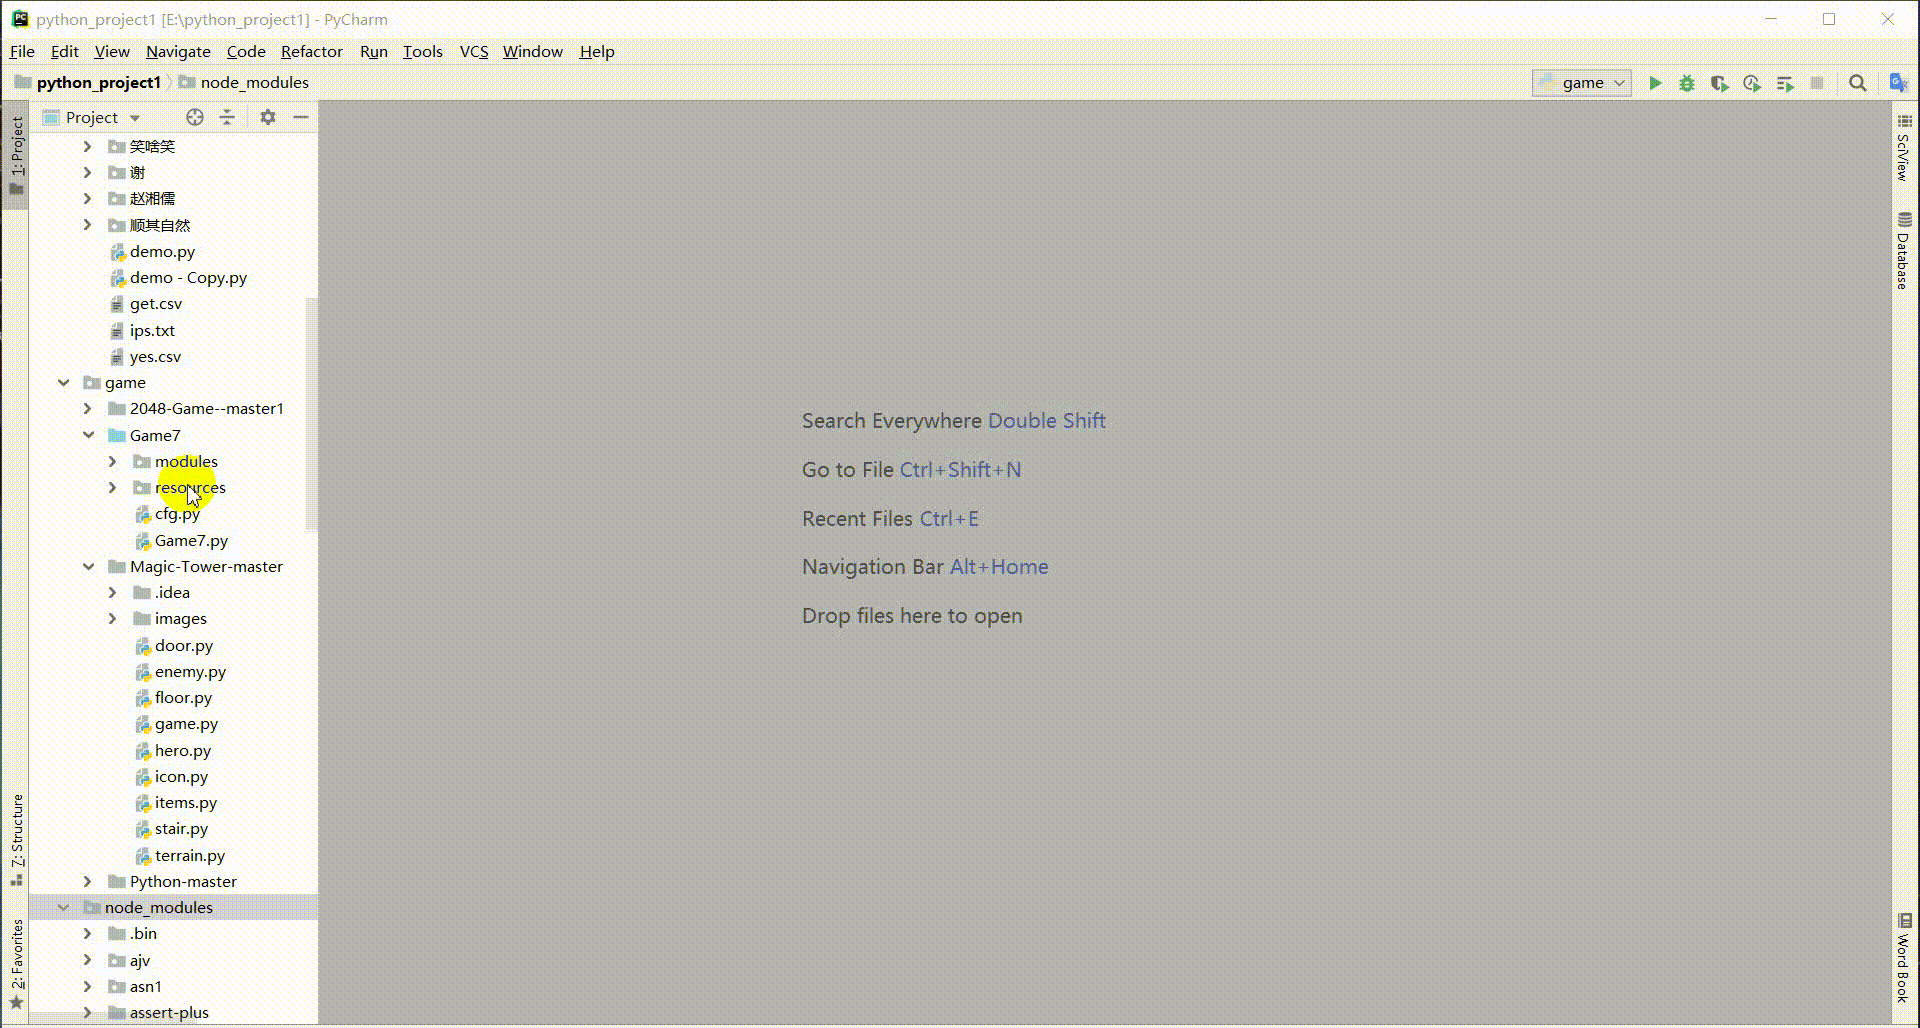 python_project1 [E:\python_project1] - PyCharm
File Edit View Navigate Code Refactor Run Tools VCS Window Help
python_project1 node_modules
game
Project
笑啥笑
谢
赵湘儒
顺其自然
demo.py
demo - Copy.py
get.csv
ips.txt
yes.csv
game
2048-Game--master1
Game7
modules
resources
cfg.py
Game7.py
Magic-Tower-master
.idea
images
door.py
enemy.py
floor.py
game.py
hero.py
icon.py
items.py
stair.py
terrain.py
Python-master
node_modules
.bin
ajv
asn1
assert-plus
1: Project
7: Structure
2: Favorites
Search Everywhere Double Shift
Go to File Ctrl+Shift+N
Recent Files Ctrl+E
Navigation Bar Alt+Home
Drop files here to open
SciView
Database
Word Book